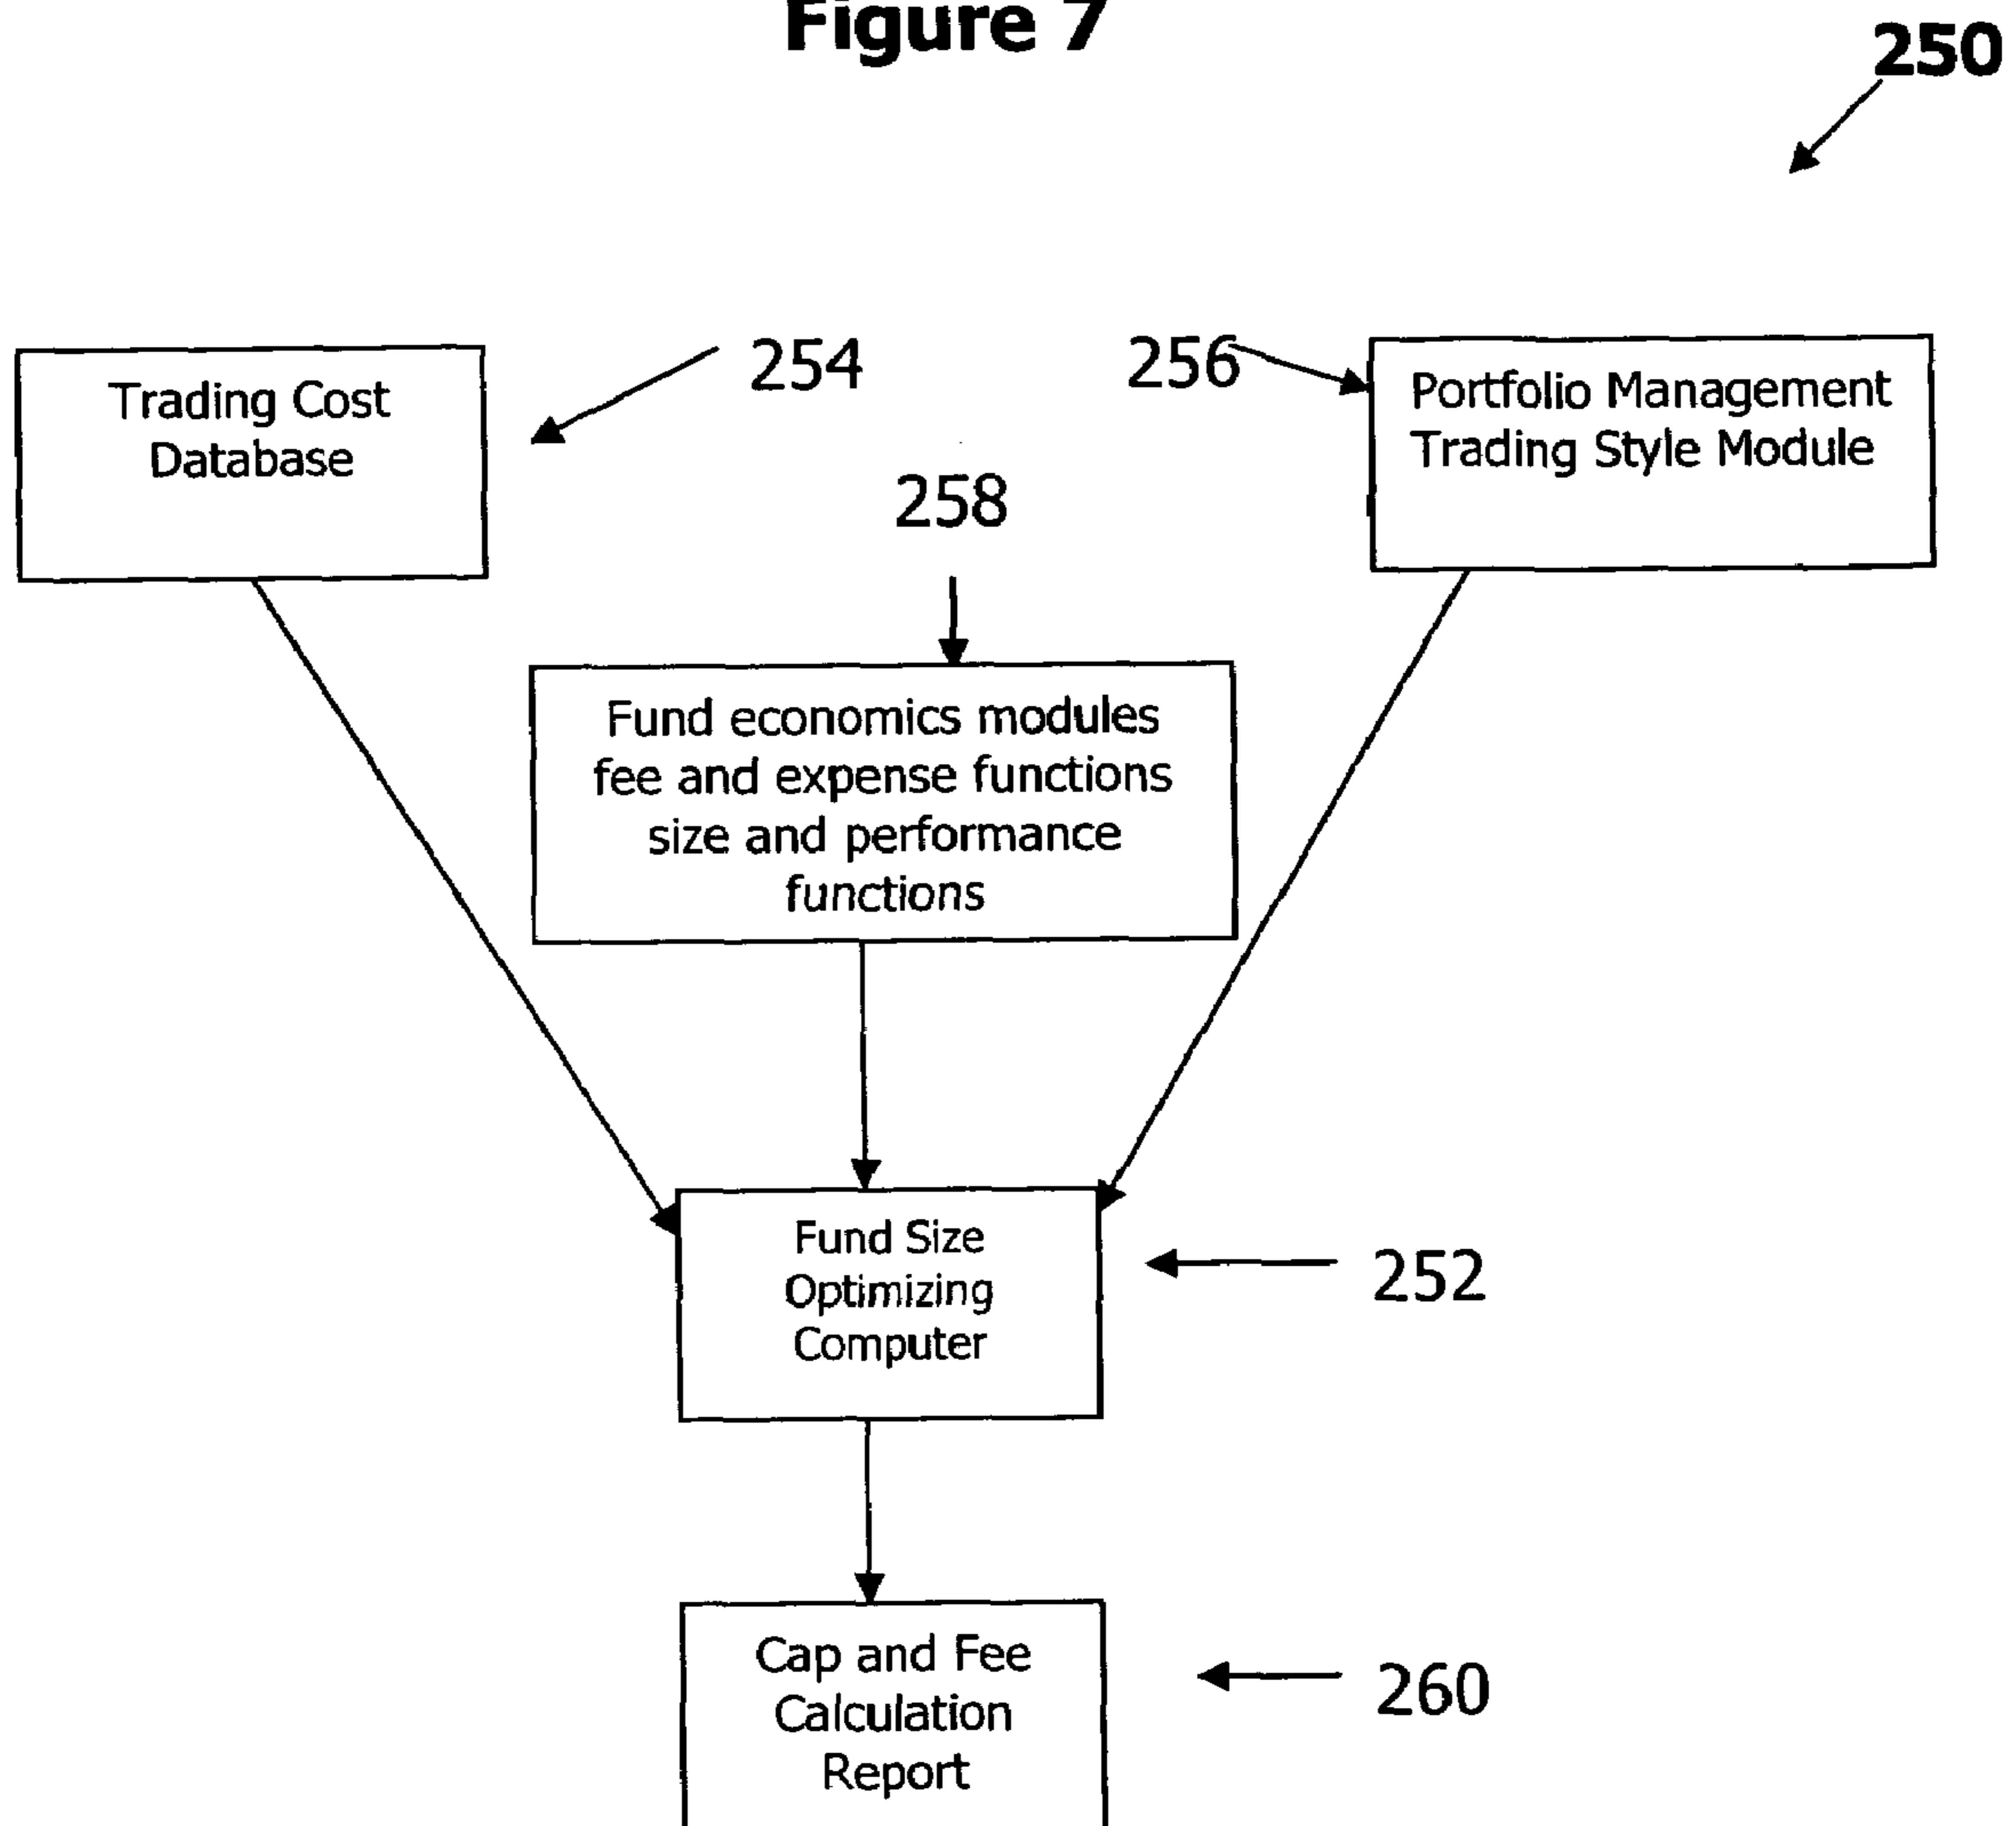 Figure 7
250
Trading Cost
Database
254
256
Portfolio Management
Trading Style Module
258
Fund economics modules
fee and expense functions
size and performance
functions
Fund Size
Optimizing
Computer
252
Cap and Fee
Calculation
Report
260